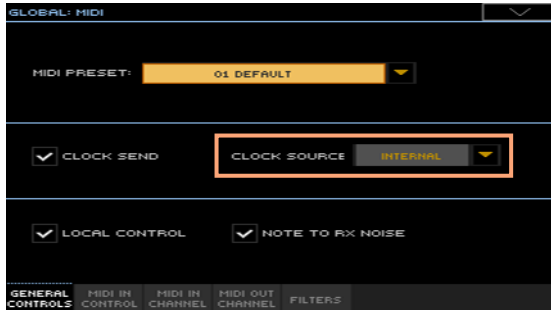 GLOBAL: MIDI
MIDI PRESET: 01 DEFAULT
CLOCK SEND CLOCK SOURCE INTERNAL
LOCAL CONTROL NOTE TO RX NOISE
GENERAL CONTROLS MIDI IN CONTROL MIDI IN CHANNEL MIDI OUT CHANNEL FILTERS